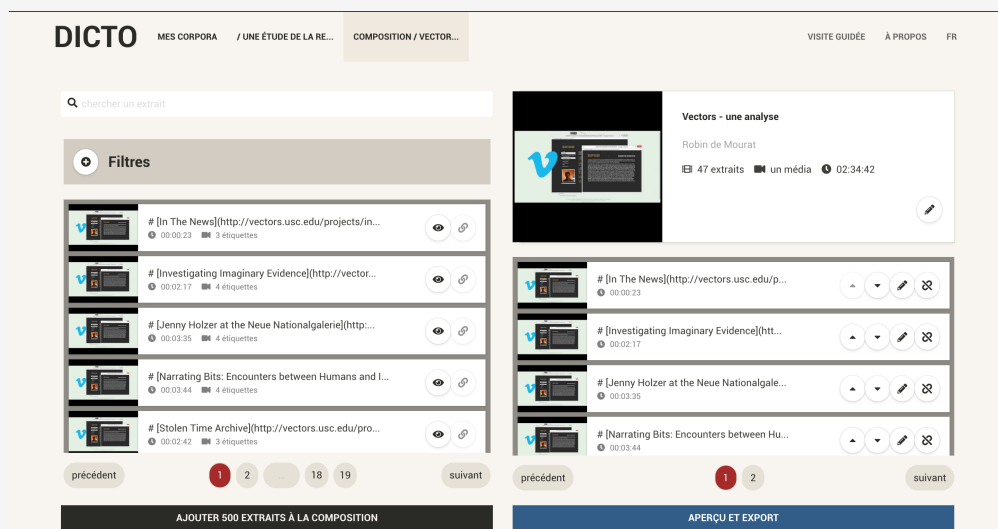 DICTO
MES CORPORA
/ UNE ÉTUDE DE LA RE...
COMPOSITION / VECTOR...
VISITE GUIDÉE
À PROPOS
FR
chercher un extrait
Filtres
# [In The News](http://vectors.usc.edu/projects/in...
00:00:23 3 étiquettes
# [Investigating Imaginary Evidence](http://vector...
00:02:17 4 étiquettes
# [Jenny Holzer at the Neue Nationalgalerie](http:...
00:03:35 4 étiquettes
# [Narrating Bits: Encounters between Humans and I...
00:03:44 4 étiquettes
# [Stolen Time Archive](http://vectors.usc.edu/pro...
00:02:42 3 étiquettes
précédent
1
2
...
18
19
suivant
AJOUTER 500 EXTRAITS À LA COMPOSITION
Vectors - une analyse
Robin de Mourat
47 extraits un média 02:34:42
# [In The News](http://vectors.usc.edu/p...
00:00:23
# [Investigating Imaginary Evidence](htt...
00:02:17
# [Jenny Holzer at the Neue Nationalgale...
00:03:35
# [Narrating Bits: Encounters between Hu...
00:03:44
précédent
1
2
suivant
APERÇU ET EXPORT